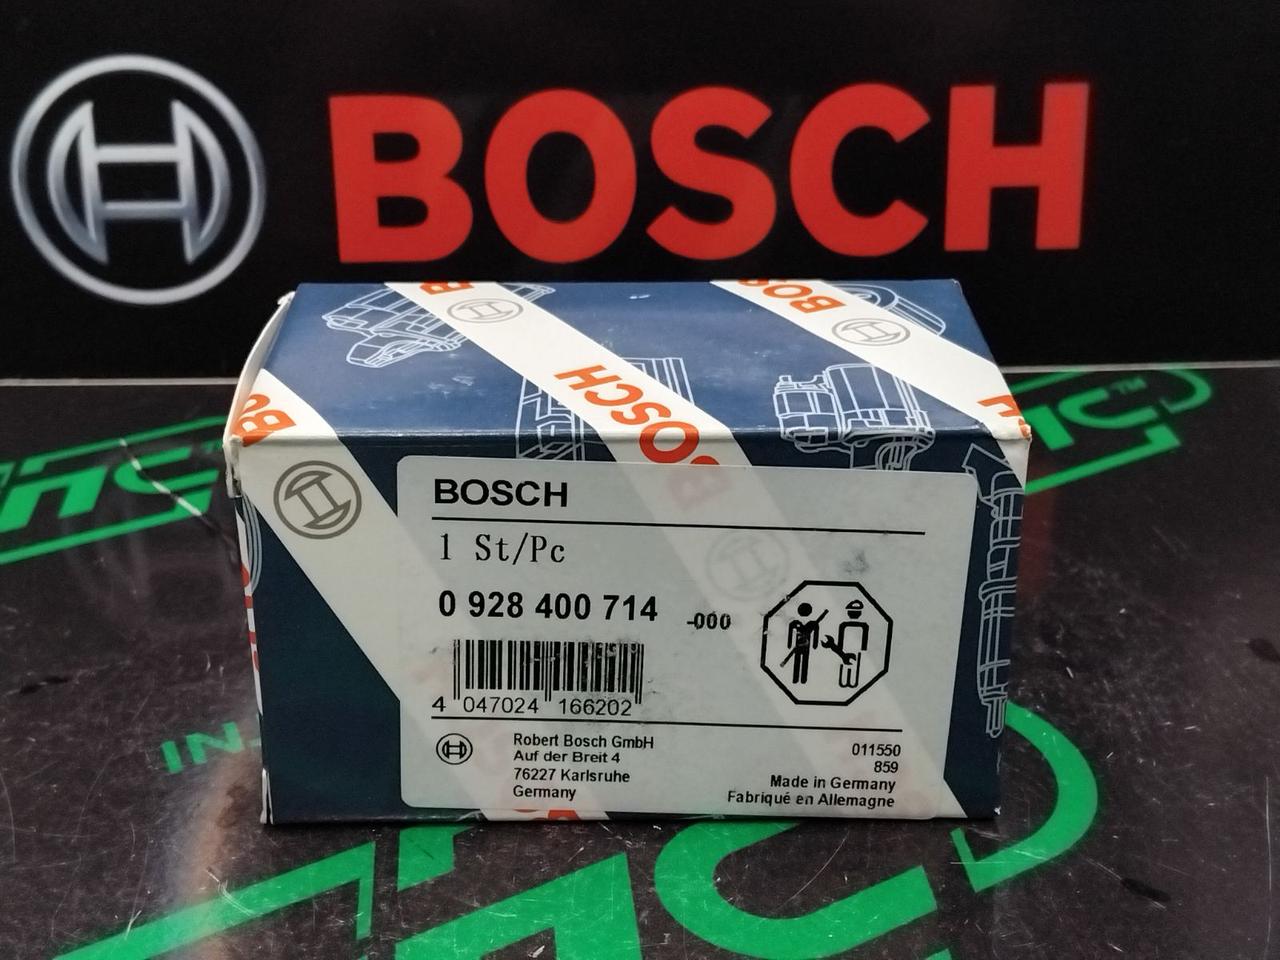 BOSCH
BOSCH
BOSCH
BOSCH
1 St/Pc
0 928 400 714 -000
4 047024 166202
Robert Bosch GmbH
Auf der Breit 4
76227 Karlsruhe
Germany
011550
859
Made in Germany
Fabriqué en Allemagne